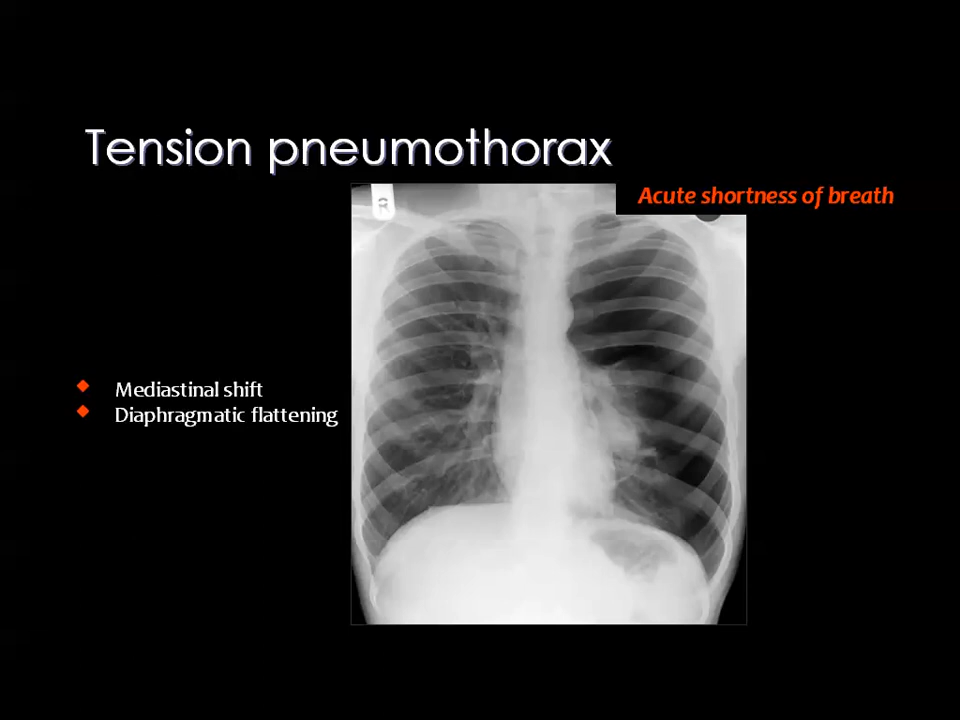 Tension pneumothorax
Acute shortness of breath
R
Mediastinal shift
Diaphragmatic flattening